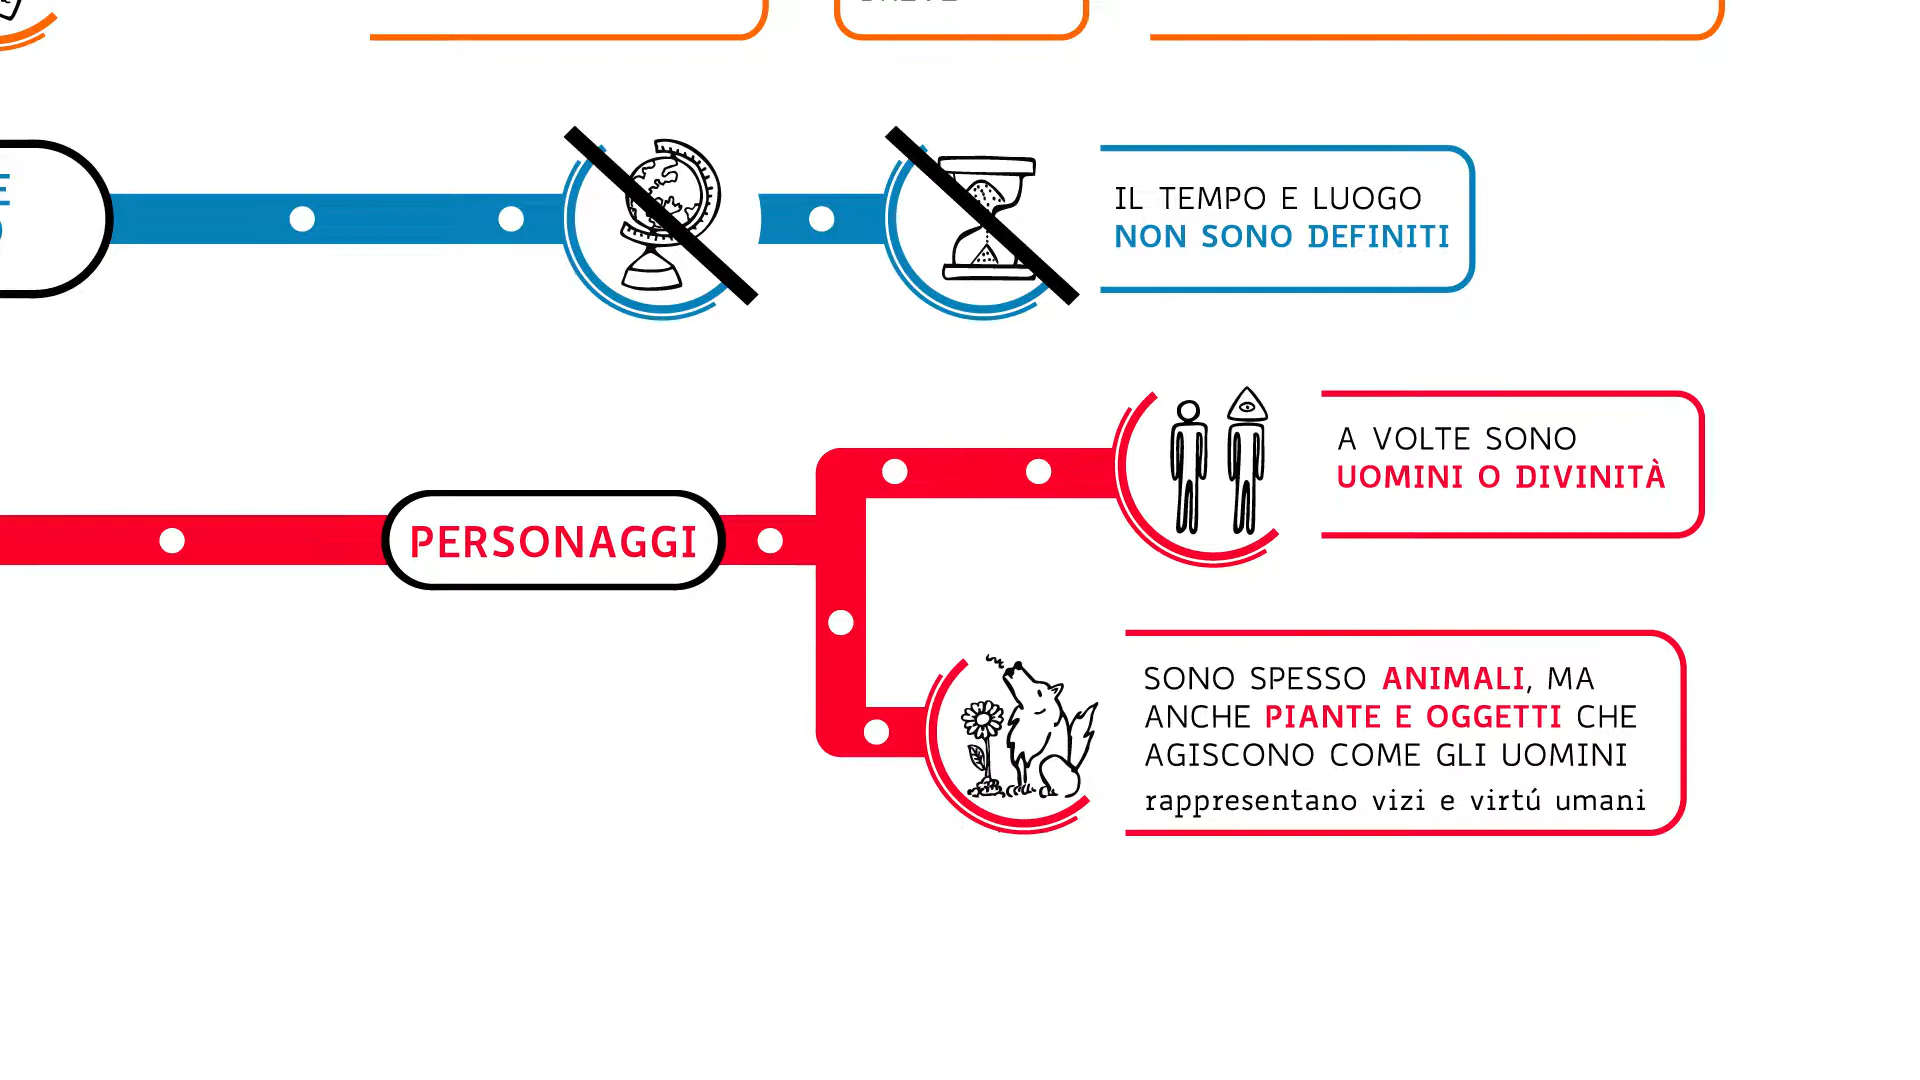 IL TEMPO E LUOGO
NON SONO DEFINITI
A VOLTE SONO
UOMINI O DIVINITÀ
PERSONAGGI
SONO SPESSO ANIMALI, MA
ANCHE PIANTE E OGGETTI CHE
AGISCONO COME GLI UOMINI
rappresentano vizi e virtú umani